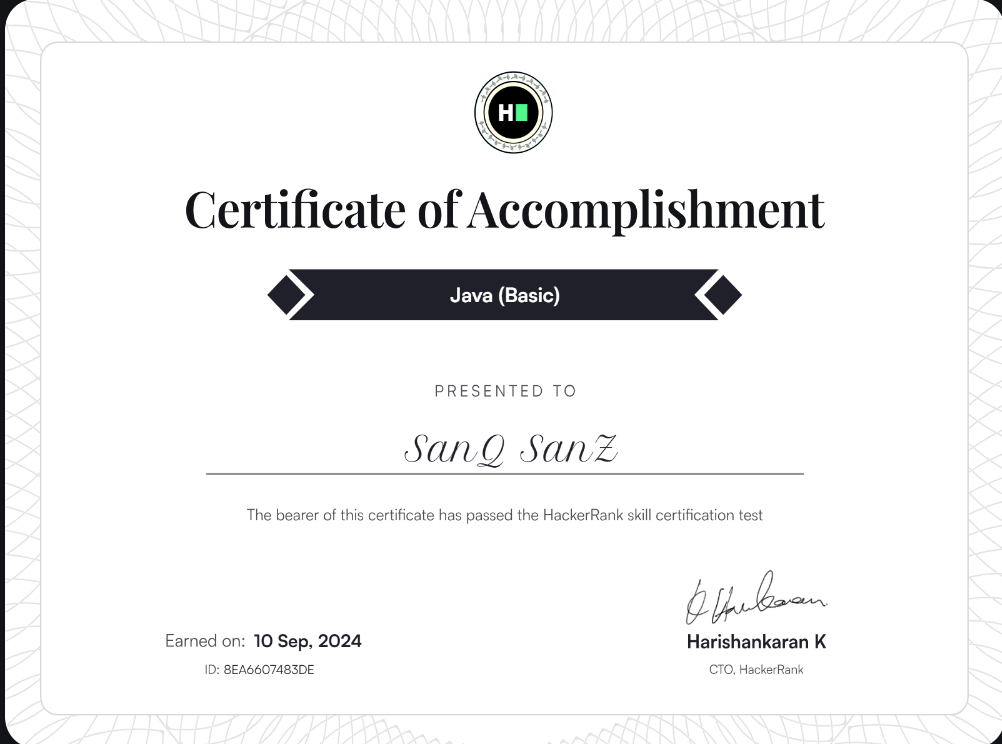 H
Certificate of Accomplishment
Java (Basic)
PRESENTED TO
SanQ SanZ
The bearer of this certificate has passed the HackerRank skill certification test
Earned on: 10 Sep, 2024
ID: 8EA6607483DE
Harishankaran K
CTO, HackerRank